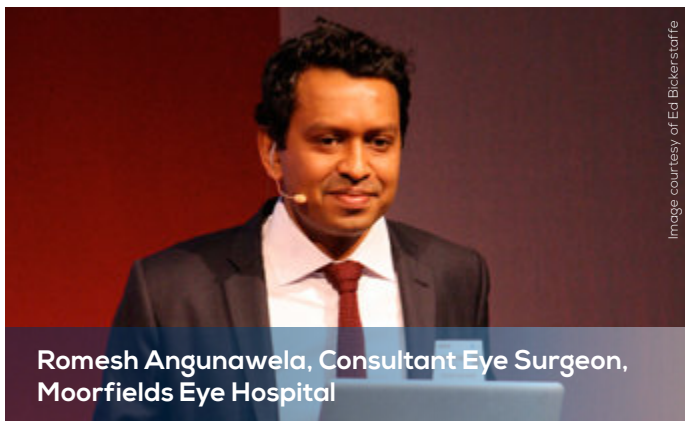 Image courtesy of Ed Bickerstaffe
Romesh Angunawela, Consultant Eye Surgeon,
Moorfields Eye Hospital